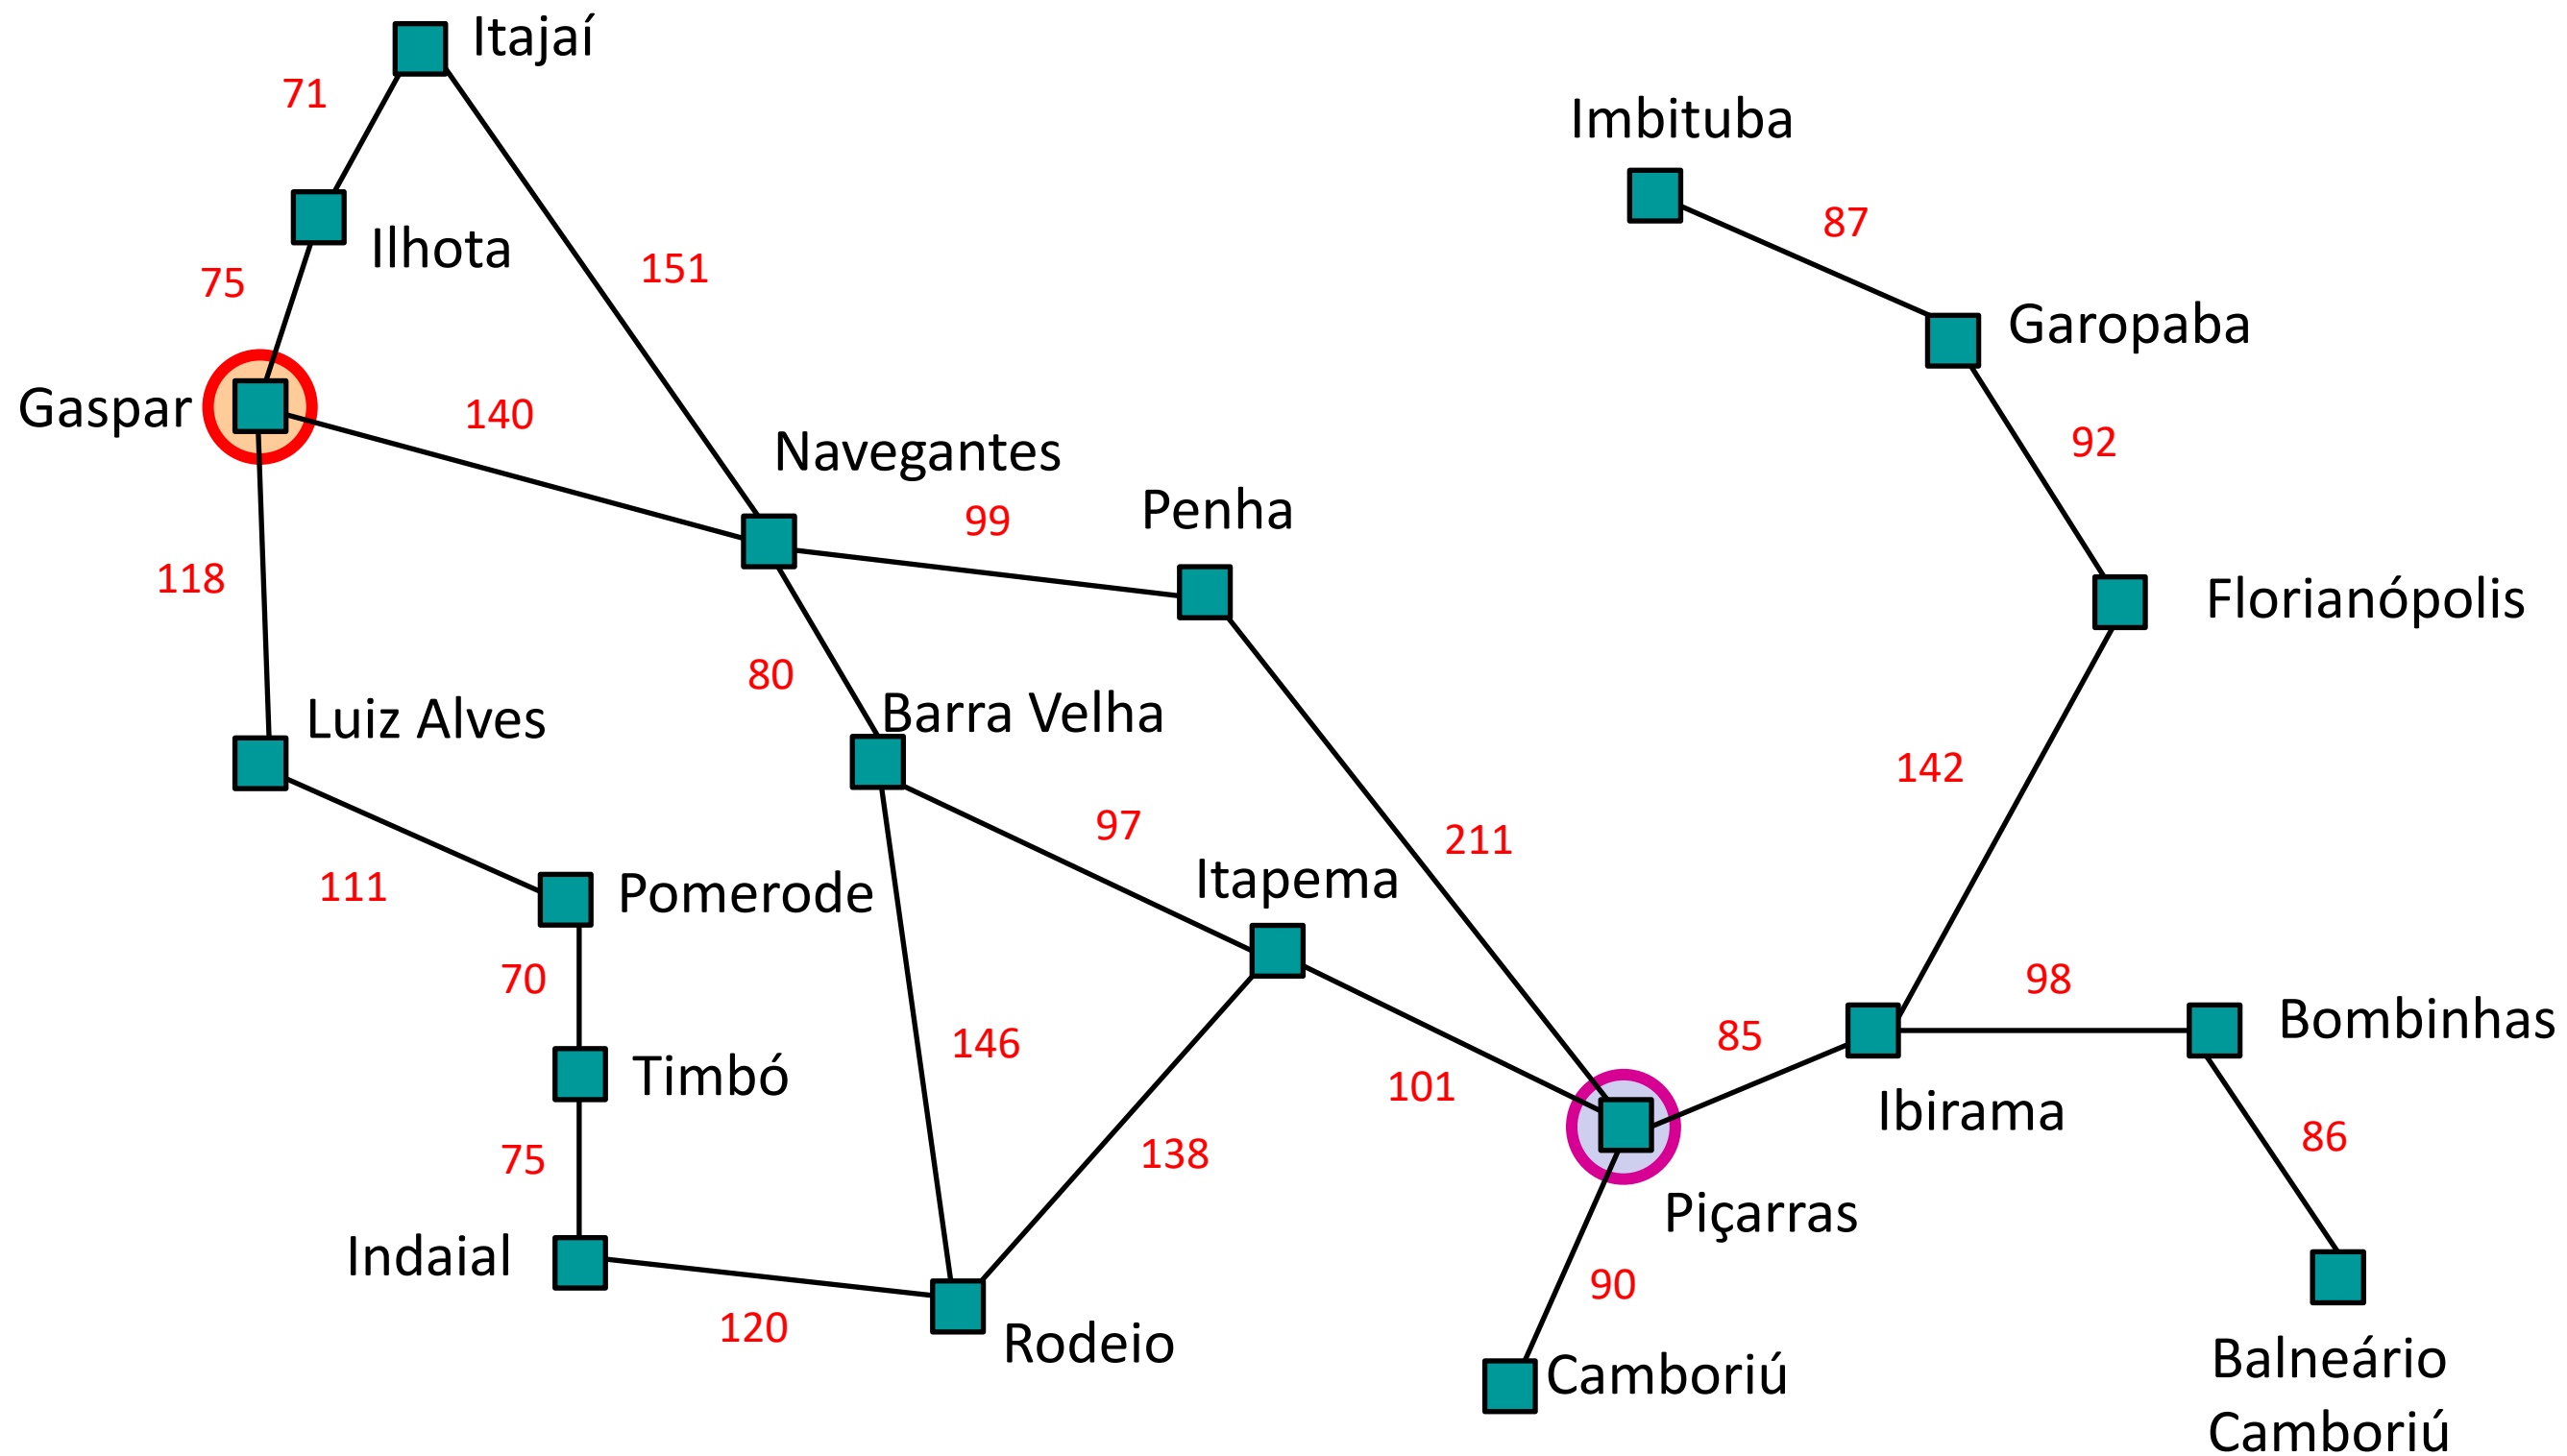 Itajaí
71
Imbituba
87
Ilhota
151
75
Garopaba
Gaspar
140
92
Navegantes
99
Penha
118
Florianópolis
80
Luiz Alves
Barra Velha
142
97
211
111
Pomerode
Itapema
70
98
146
85
Bombinhas
Timbó
101
Ibirama
75
138
86
Piçarras
Indaial
90
120
Rodeio
Camboriú
Balneário
Camboriú